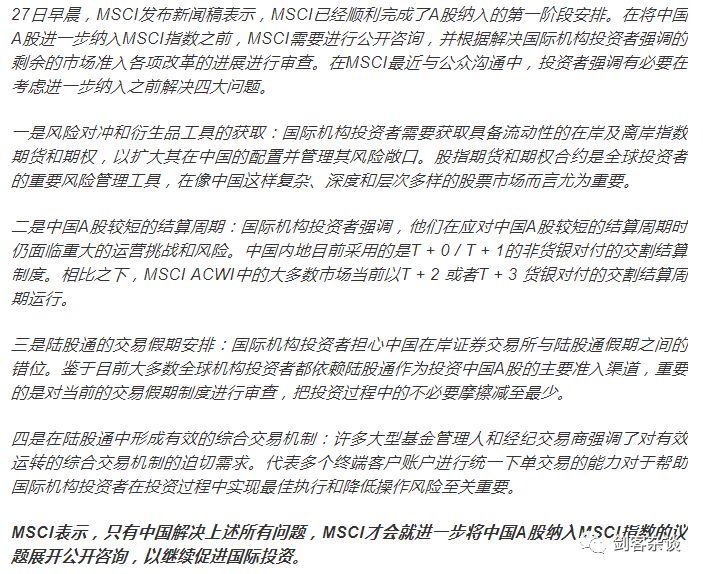 27日早晨，MSCI发布新闻稿表示，MSCI已经顺利完成了A股纳入的第一阶段安排。在将中国
A股进一步纳入MSCI指数之前，MSCI需要进行公开咨询，并根据解决国际机构投资者强调的
剩余的市场准入各项改革的进展进行审查。在MSCI最近与公众沟通中，投资者强调有必要在
考虑进一步纳入之前解决四大问题。
一是风险对冲和衍生品工具的获取：国际机构投资者需要获取具备流动性的在岸及离岸指数
期货和期权，以扩大其在中国的配置并管理其风险敞口。股指期货和期权合约是全球投资者
的重要风险管理工具，在像中国这样复杂、深度和层次多样的股票市场而言尤为重要。
二是中国A股较短的结算周期：国际机构投资者强调，他们在应对中国A股较短的结算周期时
仍面临重大的运营挑战和风险。中国内地目前采用的是T + 0 / T + 1的非货银对付的交割结算
制度。相比之下，MSCI ACWI中的大多数市场当前以T + 2 或者T + 3 货银对付的交割结算周
期运行。
三是陆股通的交易假期安排：国际机构投资者担心中国在岸证券交易所与陆股通假期之间的
错位。鉴于目前大多数全球机构投资者都依赖陆股通作为投资中国A股的主要准入渠道，重要
的是对当前的交易假期制度进行审查，把投资过程中的不必要摩擦减至最少。
四是在陆股通中形成有效的综合交易机制：许多大型基金管理人和经纪交易商强调了对有效
运转的综合交易机制的迫切需求。代表多个终端客户账户进行统一下单交易的能力对于帮助
国际机构投资者在投资过程中实现最佳执行和降低操作风险至关重要。
MSCI表示，只有中国解决上述所有问题，MSCI才会就进一步将中国A股纳入MSCI指数的议
题展开公开咨询，以继续促进国际投资。
剑客杂谈